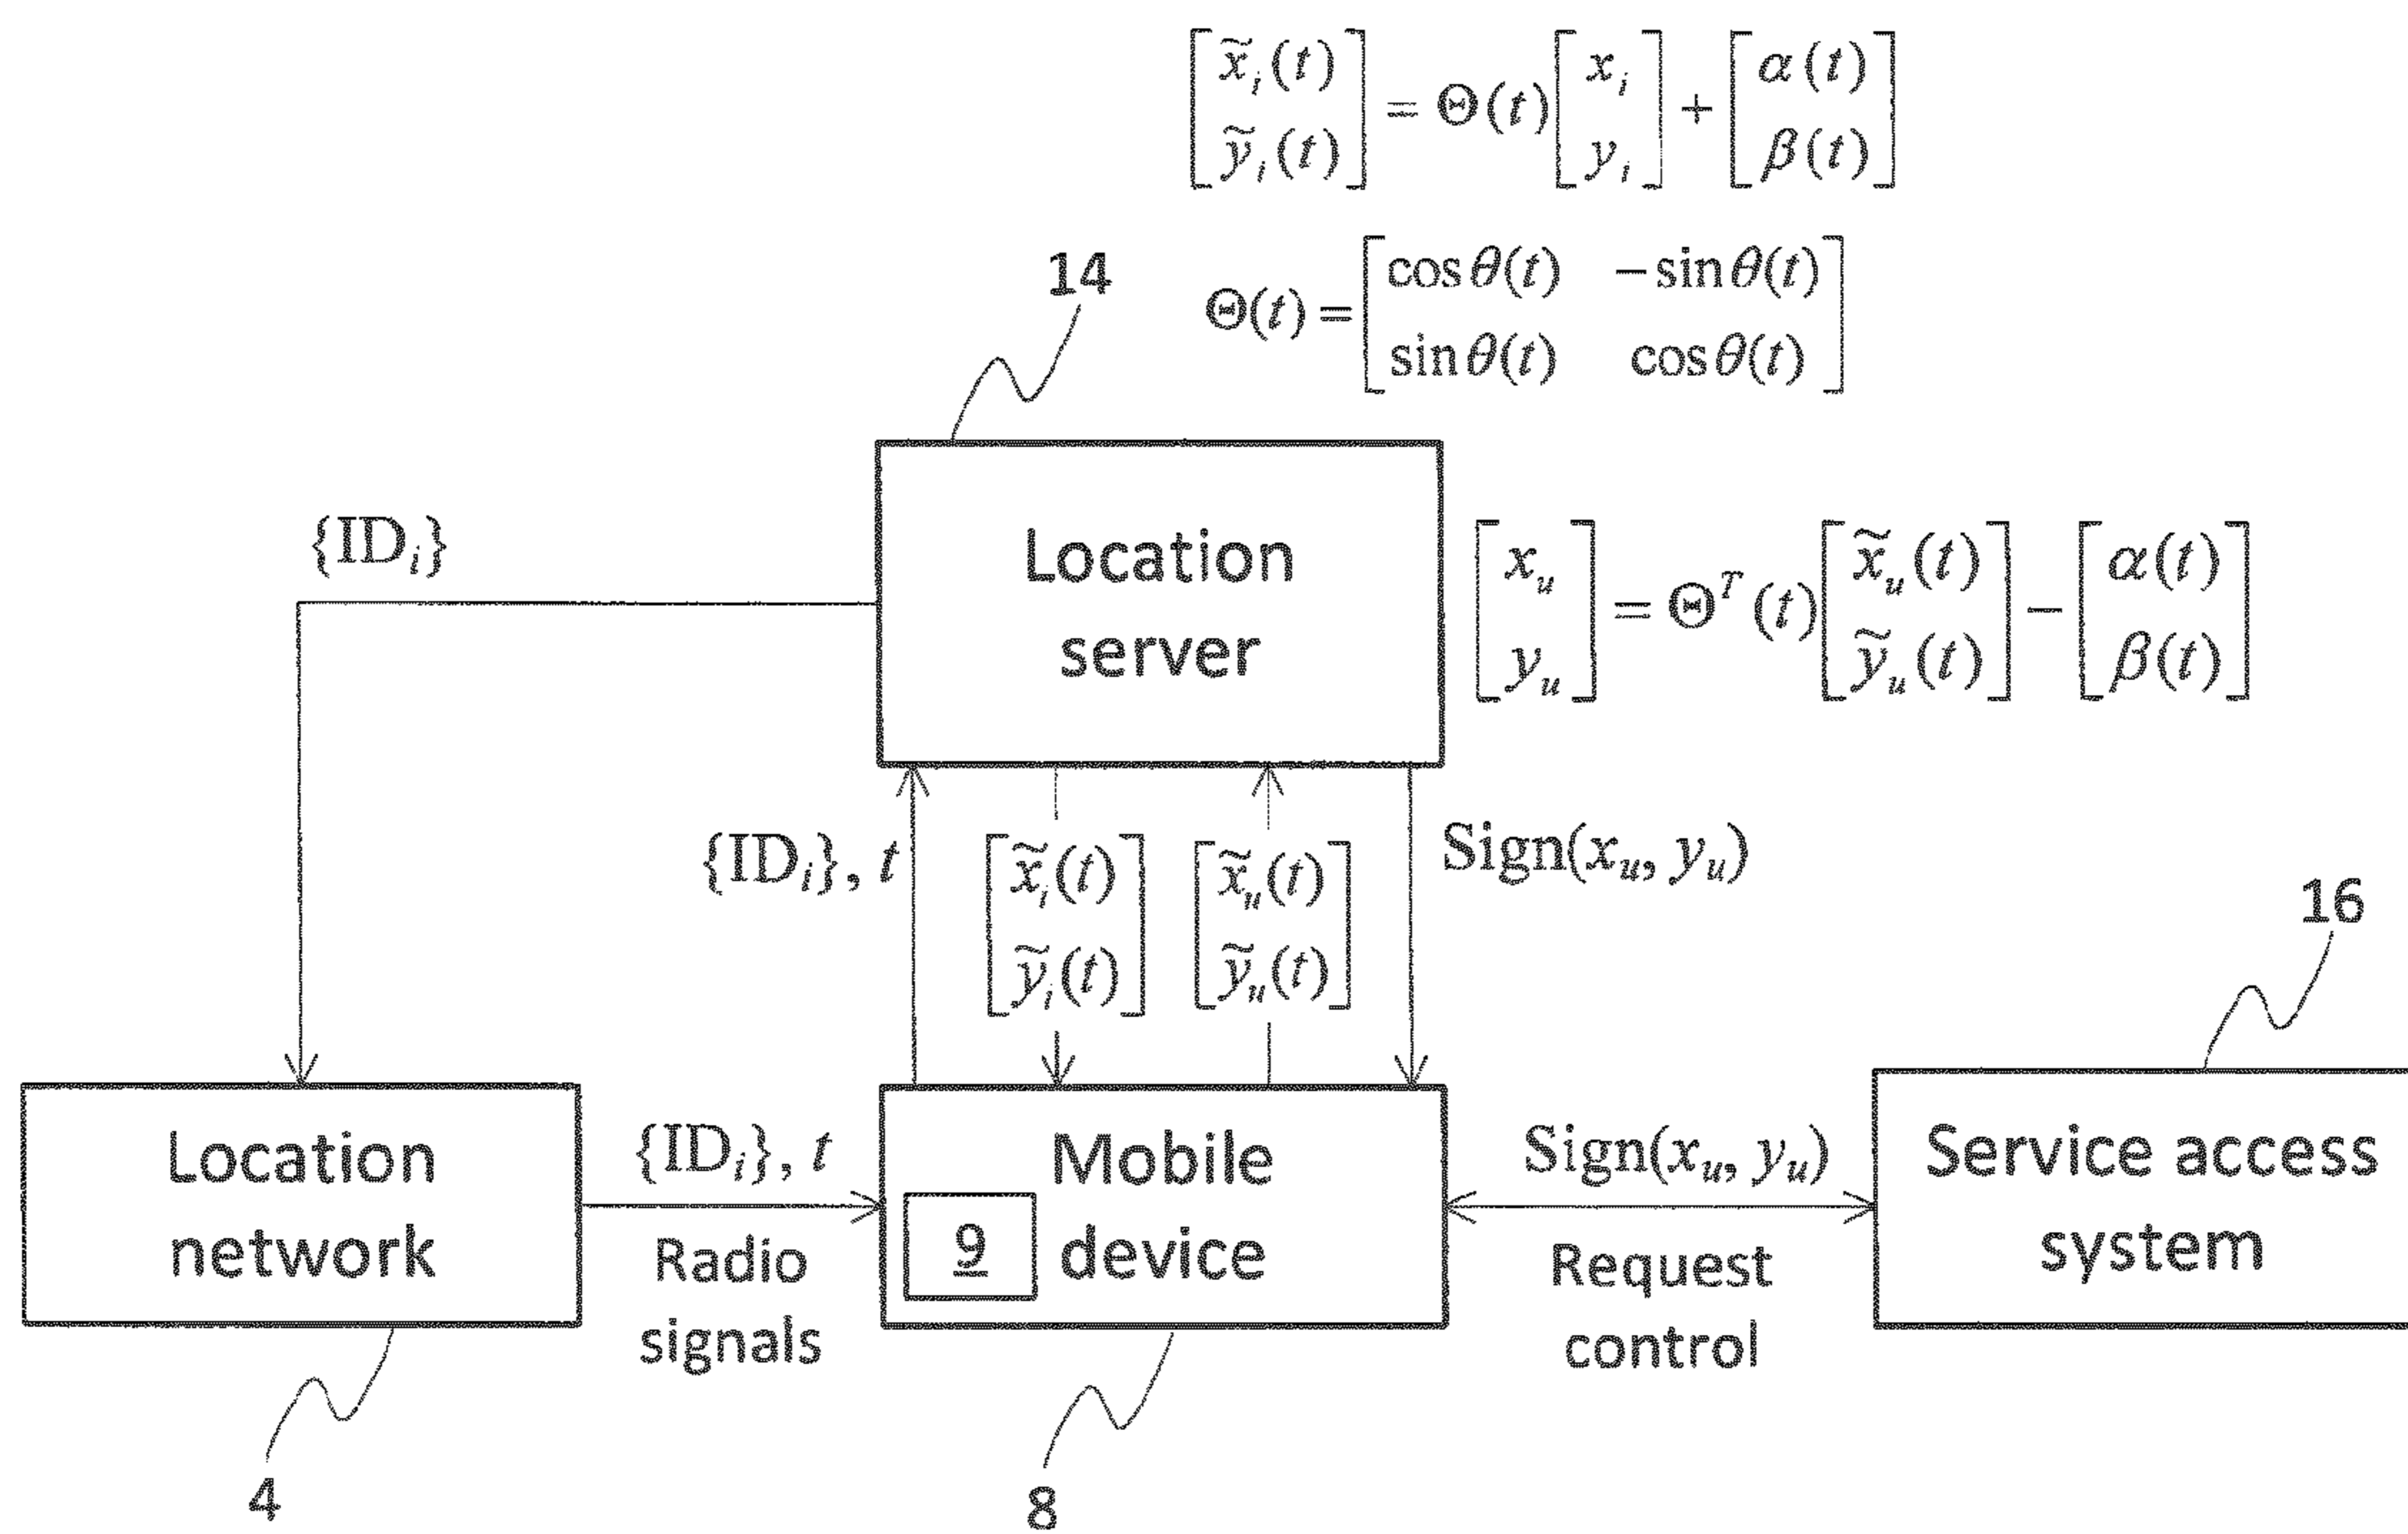 [x̃ᵢ(t)] = Θ(t) [xᵢ] + [α(t)]
[ỹᵢ(t)] [yᵢ] [β(t)]
Θ(t) = [cos θ(t) − sin θ(t)]
[sin θ(t) cos θ(t)]
14
Location
server
{IDᵢ}
[xᵤ] = Θᵀ(t) [x̃ᵤ(t)] − [α(t)]
[yᵤ] [ỹᵤ(t)] [β(t)]
{IDᵢ}, t
[x̃ᵢ(t)]
[ỹᵢ(t)]
[x̃ᵤ(t)]
[ỹᵤ(t)]
Sign(xᵤ, yᵤ)
16
Location
network
{IDᵢ}, t
Radio
signals
Mobile
device
9
Sign(xᵤ, yᵤ)
Request
control
Service access
system
4
8